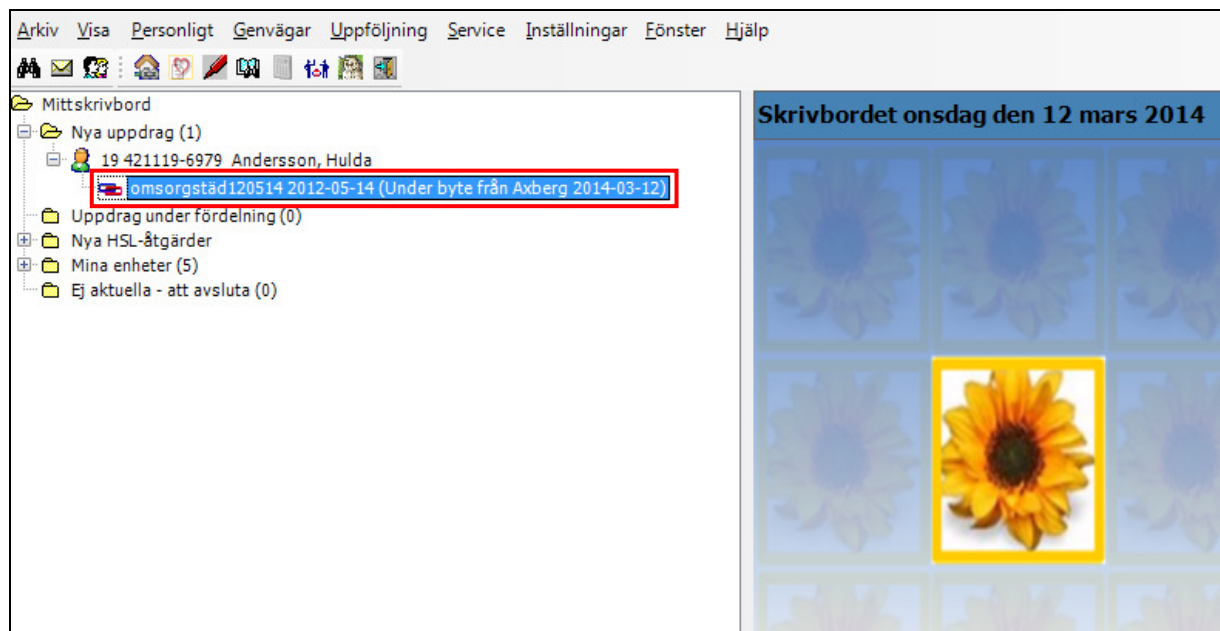 Arkiv Visa Personligt Genvägar Uppföljning Service Inställningar Fönster Hjälp
Mitt skrivbord
Nya uppdrag (1)
19 421119-6979 Andersson, Hulda
omsorgstäd120514 2012-05-14 (Under byte från Axberg 2014-03-12)
Uppdrag under fördelning (0)
Nya HSL-åtgärder
Mina enheter (5)
Ej aktuella - att avsluta (0)
Skrivbordet onsdag den 12 mars 2014